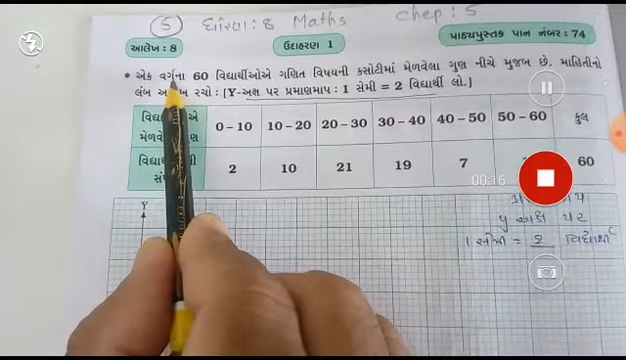 (5) ધોરણ : 8 Maths chep : 5
આલેખ : 8 ઉદાહરણ 1 પાઠ્યપુસ્તક પાન નંબર : 74
• એક વર્ગના 60 વિદ્યાર્થીઓએ ગણિત વિષયની કસોટીમાં મેળવેલા ગુણ નીચે મુજબ છે. માહિતીનો
લંબ રચો : [Y-અક્ષ પર પ્રમાણમાપ : 1 સેમી = 2 વિદ્યાર્થી લો.]
0 – 10 10 – 20 20 – 30 30 – 40 40 – 50 50 – 60 કુલ
2 10 21 19 7 60
00:16
Y
y અક્ષ પર
1 સેમી = 2 વિદ્યાર્થી